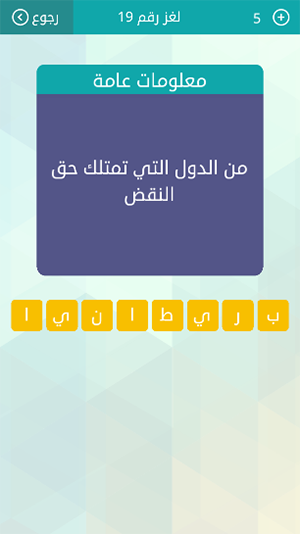 رجوع لغز رقم 19 5
معلومات عامة
من الدول التي تمتلك حق
النقض
ب ر ي ط ا ن ي ا